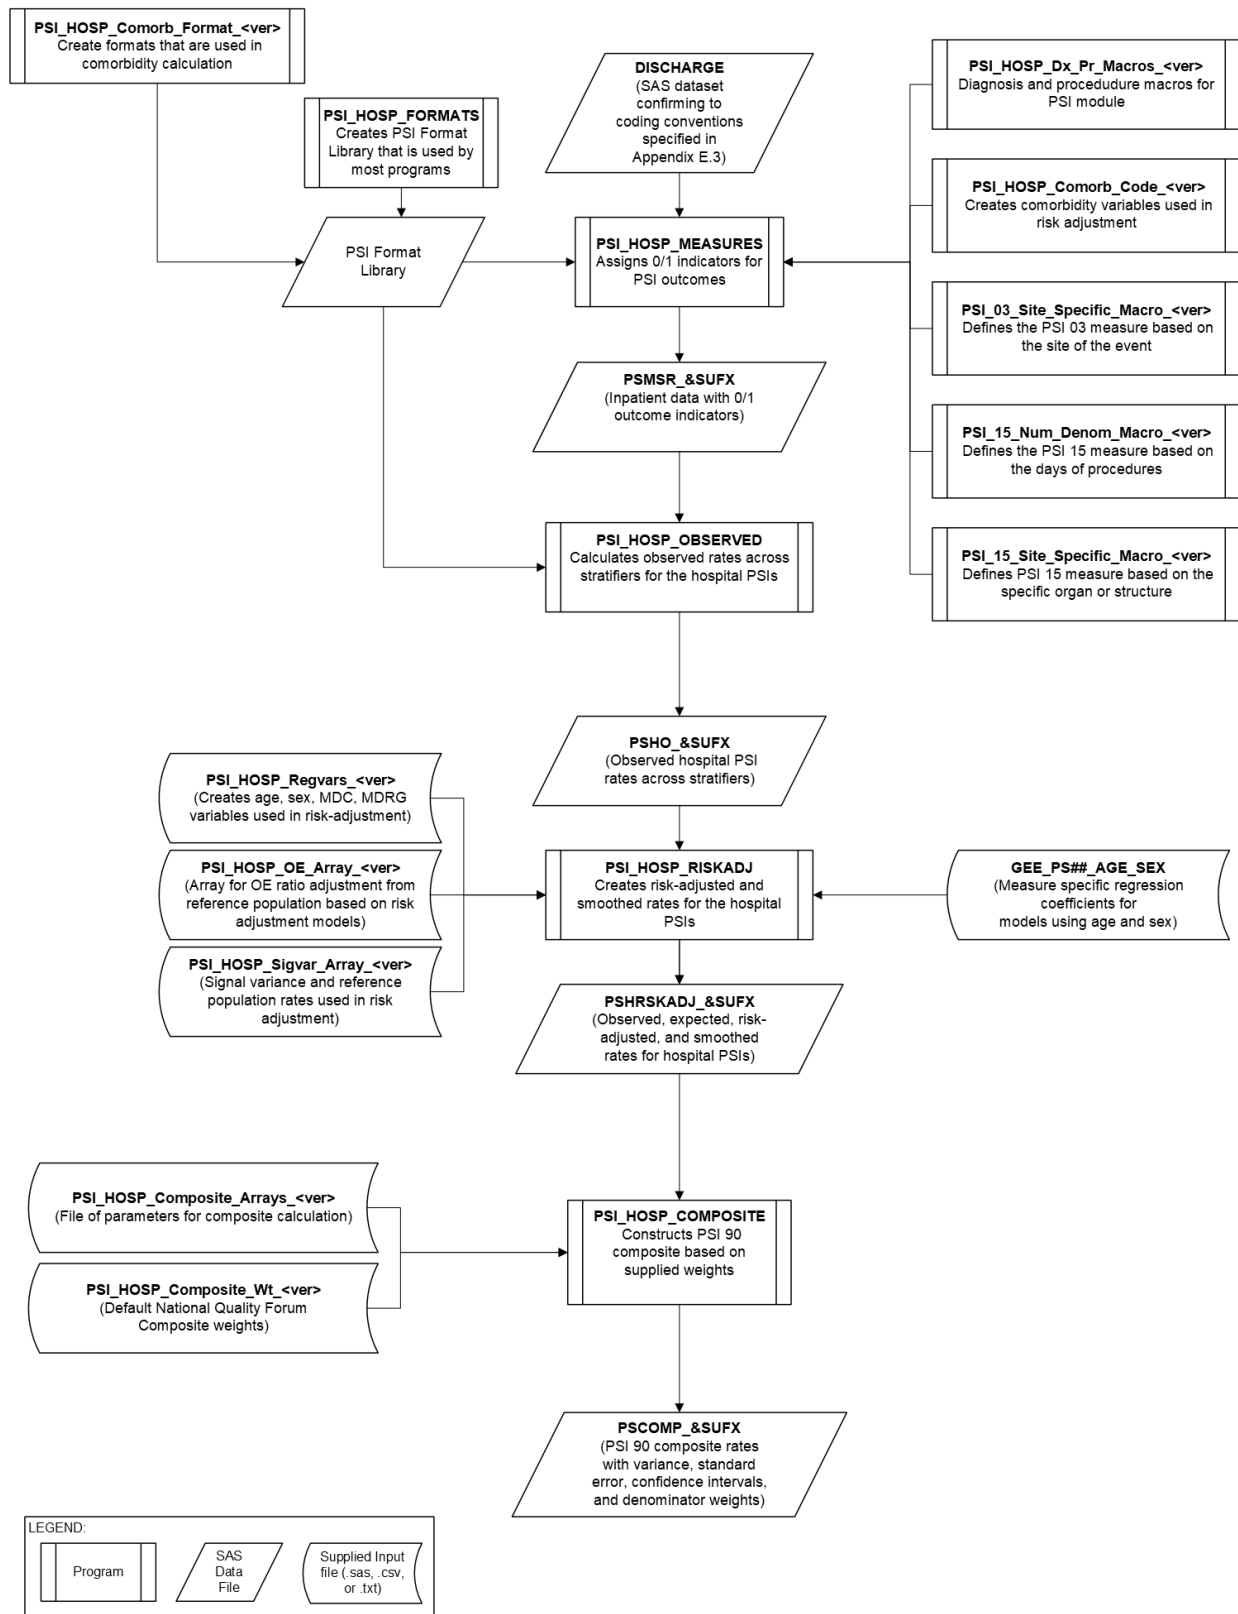 PSI_HOSP_Comorb_Format_<ver>
Create formats that are used in
comorbidity calculation
PSI_HOSP_FORMATS
Creates PSI Format
Library that is used by
most programs
DISCHARGE
(SAS dataset
confirming to
coding conventions
specified in
Appendix E.3)
PSI_HOSP_Dx_Pr_Macros_<ver>
Diagnosis and procedudure macros for
PSI module
PSI_HOSP_Comorb_Code_<ver>
Creates comorbidity variables used in
risk adjustment
PSI Format
Library
PSI_HOSP_MEASURES
Assigns 0/1 indicators for
PSI outcomes
PSI_03_Site_Specific_Macro_<ver>
Defines the PSI 03 measure based on
the site of the event
PSMSR_&SUFX
(Inpatient data with 0/1
outcome indicators)
PSI_15_Num_Denom_Macro_<ver>
Defines the PSI 15 measure based on
the days of procedures
PSI_HOSP_OBSERVED
Calculates observed rates across
stratifiers for the hospital PSIs
PSI_15_Site_Specific_Macro_<ver>
Defines PSI 15 measure based on the
specific organ or structure
PSHO_&SUFX
(Observed hospital PSI
rates across stratifiers)
PSI_HOSP_Regvars_<ver>
(Creates age, sex, MDC, MDRG
variables used in risk-adjustment)
PSI_HOSP_OE_Array_<ver>
(Array for OE ratio adjustment from
reference population based on risk
adjustment models)
PSI_HOSP_Sigvar_Array_<ver>
(Signal variance and reference
population rates used in risk
adjustment)
PSI_HOSP_RISKADJ
Creates risk-adjusted and
smoothed rates for the hospital
PSIs
GEE_PS##_AGE_SEX
(Measure specific regression
coefficients for
models using age and sex)
PSHRSKADJ_&SUFX
(Observed, expected, risk-
adjusted, and smoothed
rates for hospital PSIs)
PSI_HOSP_Composite_Arrays_<ver>
(File of parameters for composite calculation)
PSI_HOSP_Composite_Wt_<ver>
(Default National Quality Forum
Composite weights)
PSI_HOSP_COMPOSITE
Constructs PSI 90
composite based on
supplied weights
PSCOMP_&SUFX
(PSI 90 composite rates
with variance, standard
error, confidence intervals,
and denominator weights)
LEGEND:
Program
SAS
Data
File
Supplied Input
file (.sas, .csv,
or .txt)